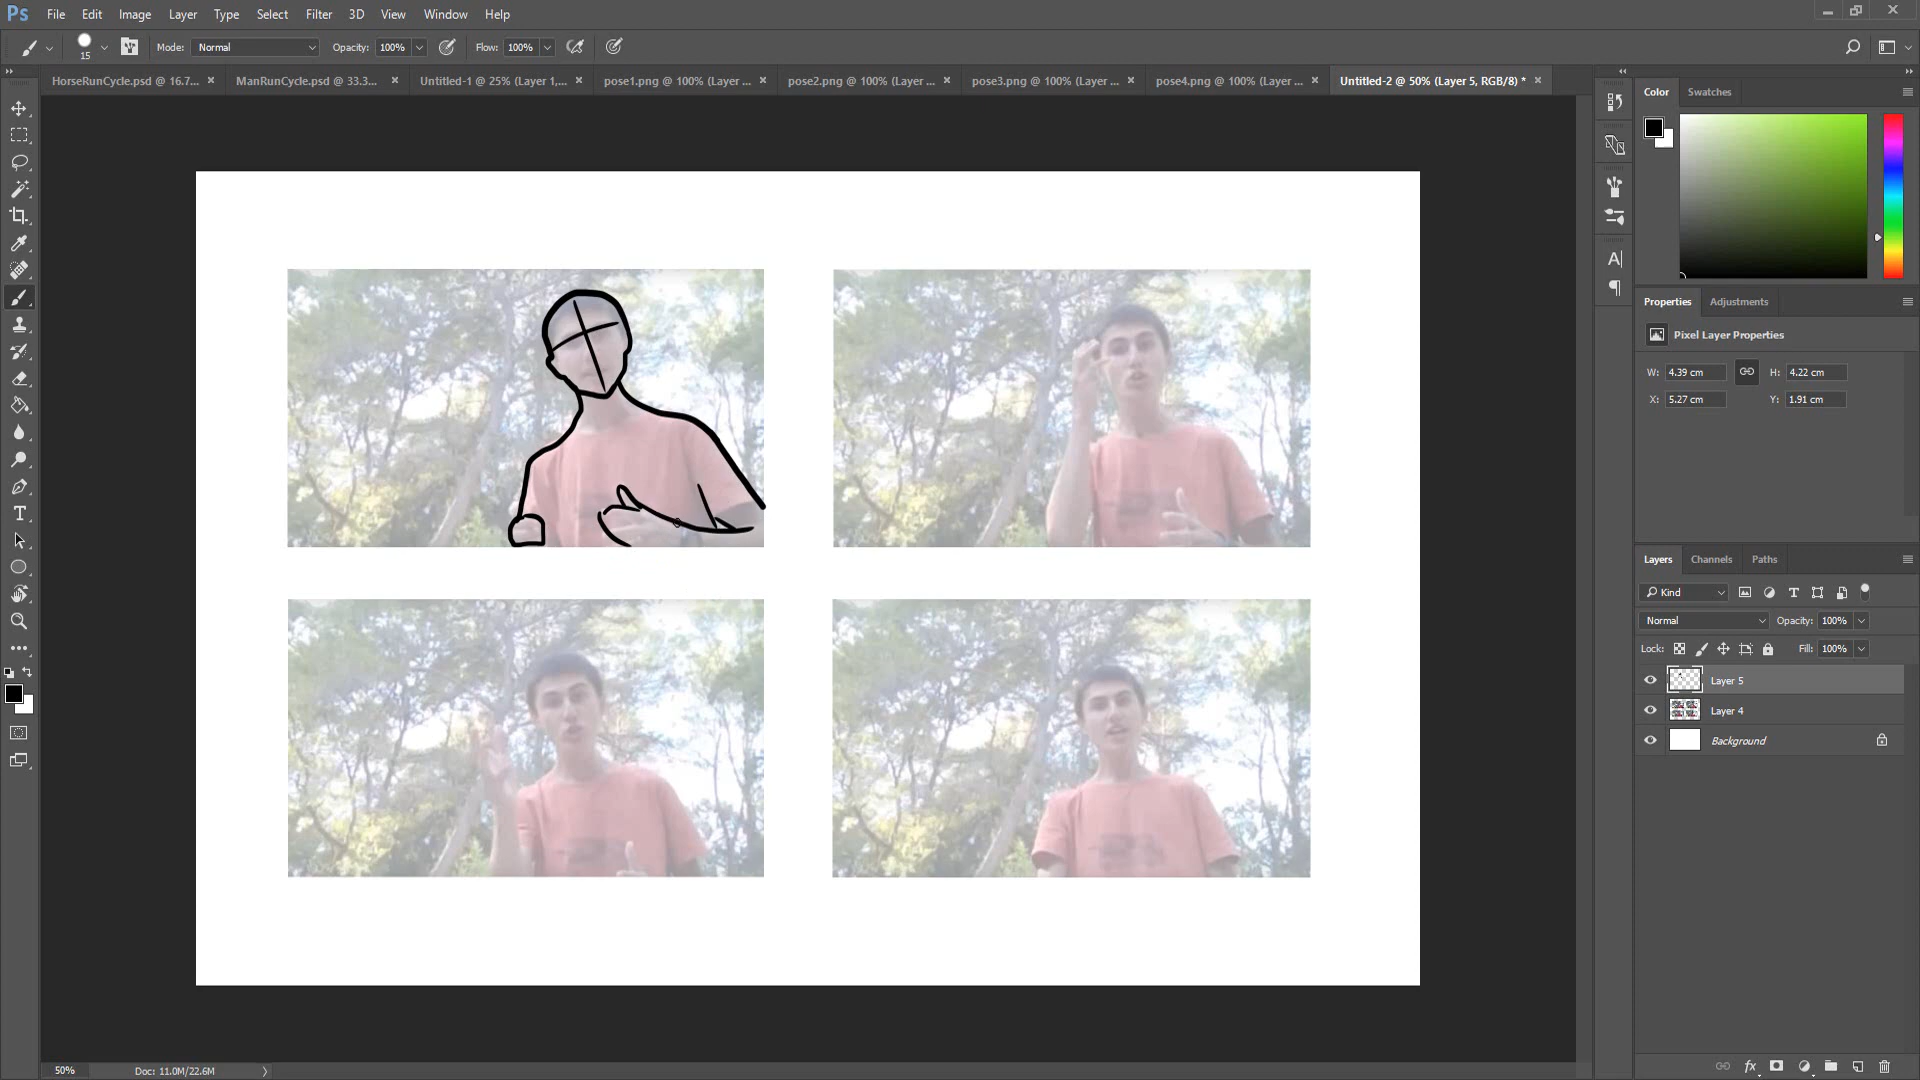 Ps File Edit Image Layer Type Select Filter 3D View Window Help
15 Mode: Normal Opacity: 100% Flow: 100%
HorseRunCycle.psd @ 16.7... × ManRunCycle.psd @ 33.3... × Untitled-1 @ 25% (Layer 1,... × pose1.png @ 100% (Layer ... × pose2.png @ 100% (Layer ... × pose3.png @ 100% (Layer ... × pose4.png @ 100% (Layer ... × Untitled-2 @ 50% (Layer 5, RGB/8) * ×
Color Swatches
Properties Adjustments
Pixel Layer Properties
W: 4.39 cm H: 4.22 cm
X: 5.27 cm Y: 1.91 cm
Layers Channels Paths
Kind
Normal Opacity: 100%
Lock: Fill: 100%
Layer 5
Layer 4
Background
50% Doc: 11.0M/22.6M